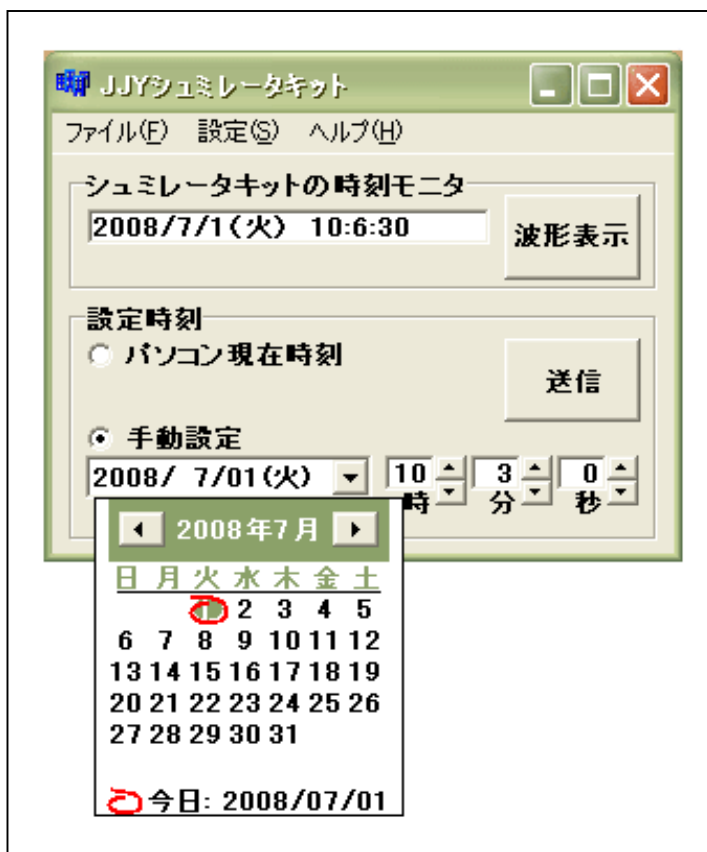 JJYシュミレータキット
ファイル(F) 設定(S) ヘルプ(H)
シュミレータキットの時刻モニタ
2008/7/1(火) 10:6:30
波形表示
設定時刻
パソコン現在時刻
送信
手動設定
2008/ 7/01(火) 10 3 0
時 分 秒
2008年7月
日 月 火 水 木 金 土
1 2 3 4 5
6 7 8 9 10 11 12
13 14 15 16 17 18 19
20 21 22 23 24 25 26
27 28 29 30 31
今日: 2008/07/01